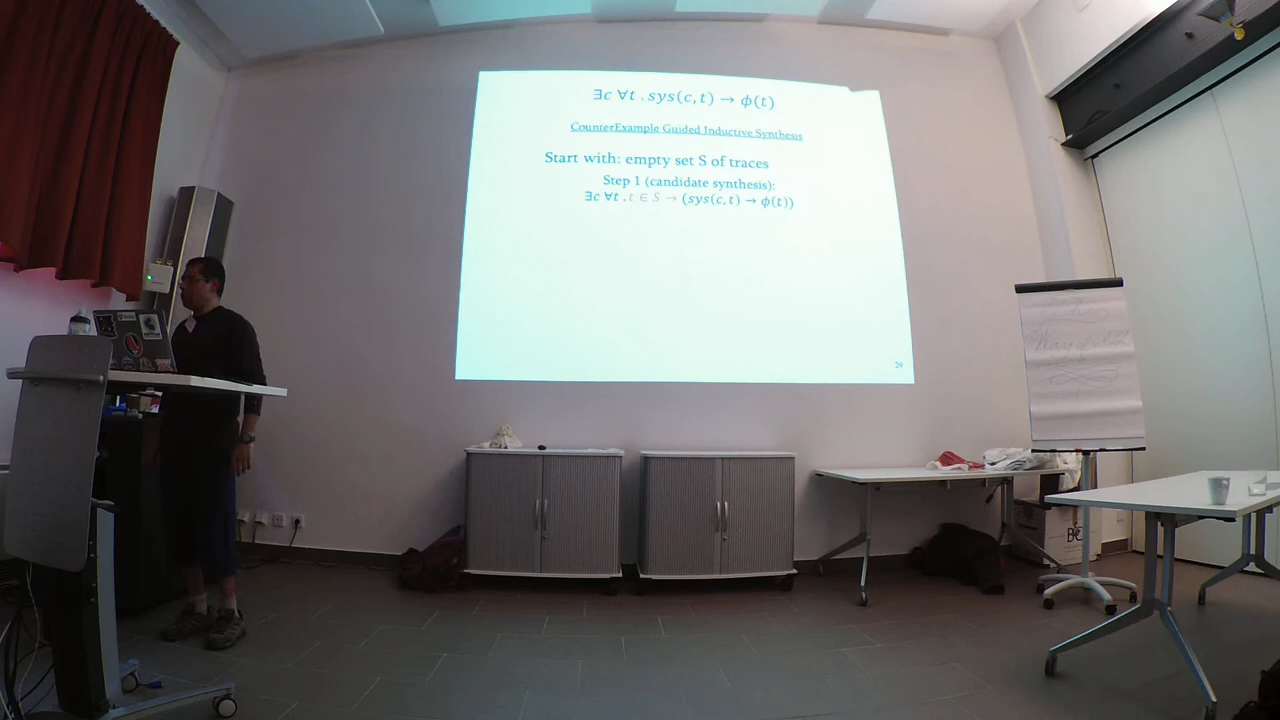 ∃c ∀t . sys(c, t) → ϕ(t)
CounterExample Guided Inductive Synthesis
Start with: empty set S of traces
Step 1 (candidate synthesis):
∃c ∀t . t ∈ S → (sys(c, t) → ϕ(t))
29